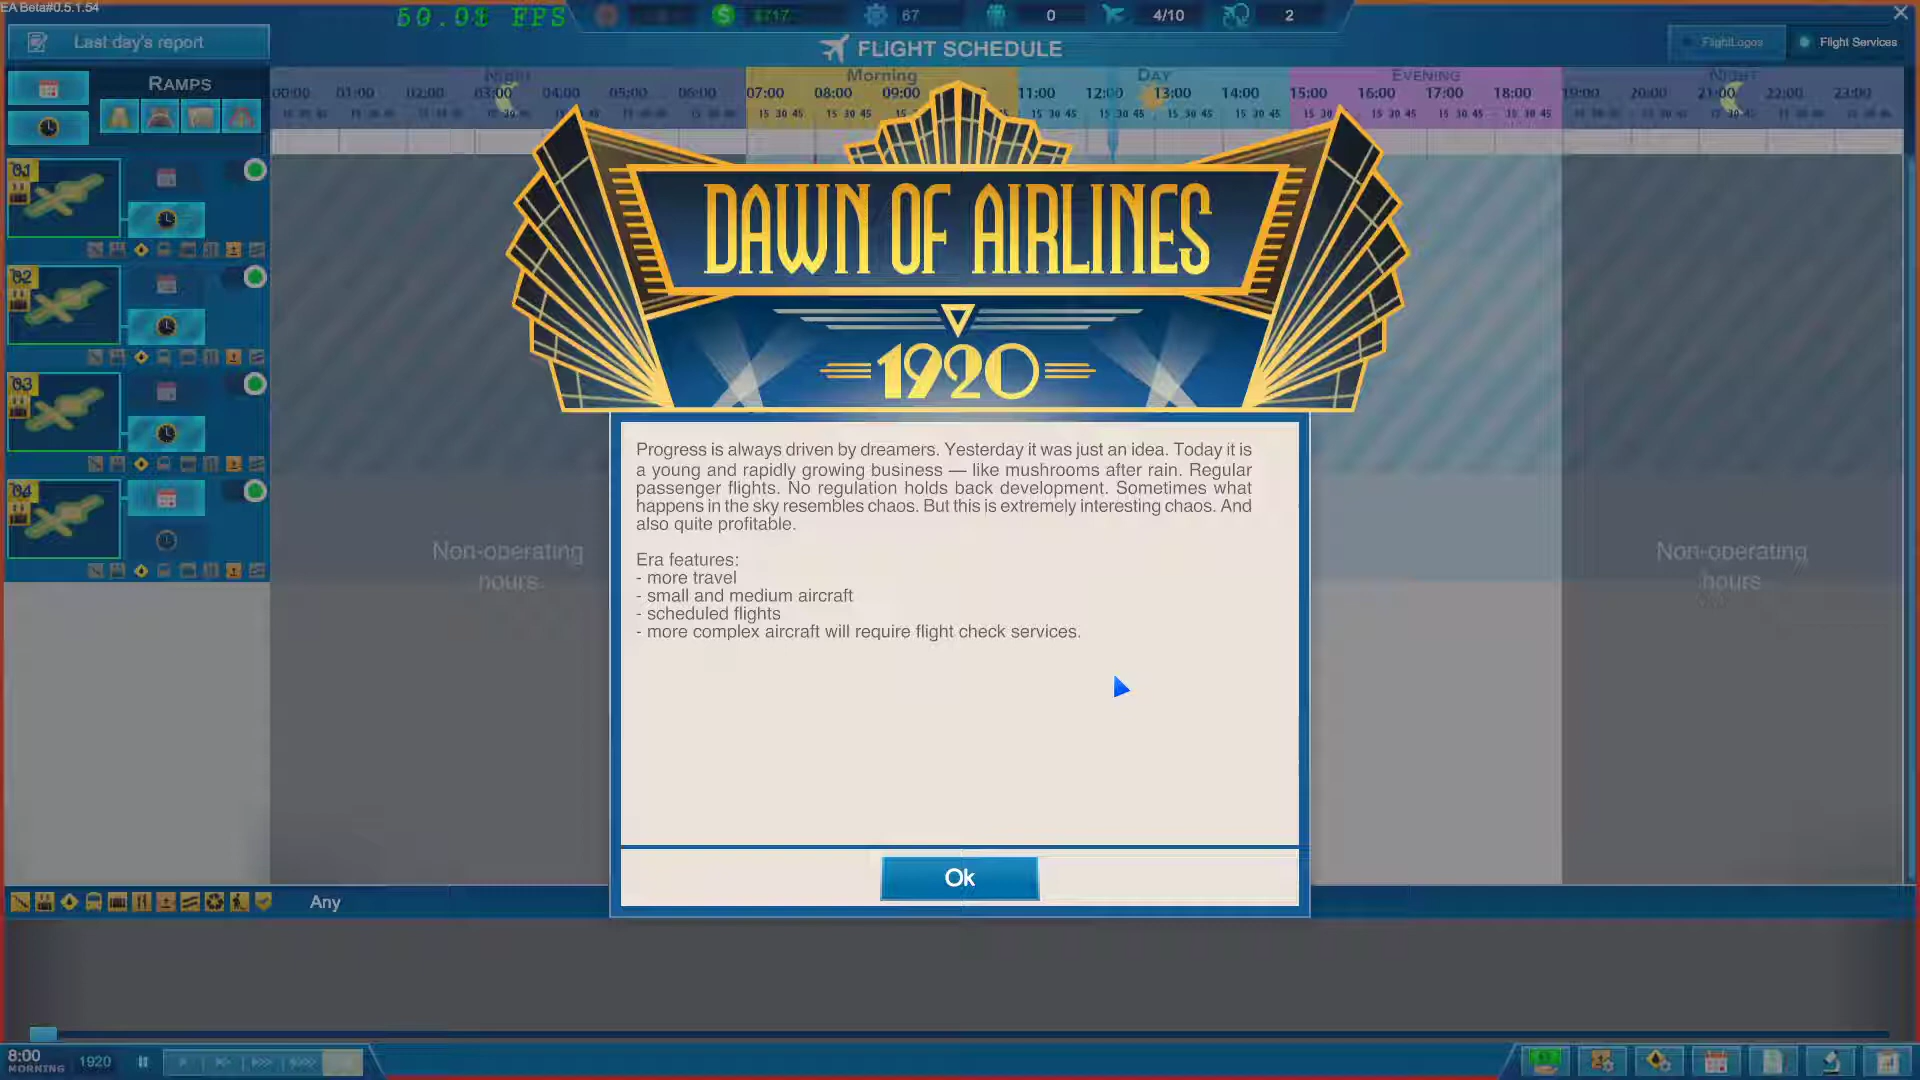 EA Beta#0.5.1.54
Last day's report
67
0
4/10
2
FLIGHT SCHEDULE
FlightLogos
Flight Services
RAMPS
Night
Morning
DAY
EVENING
NIGHT
00:00 01:00 02:00 03:00 04:00 05:00 06:00 07:00 08:00 09:00 11:00 12:00 13:00 14:00 15:00 16:00 17:00 18:00 19:00 20:00 21:00 22:00 23:00
01
02
03
04
DAWN OF AIRLINES
1920
Progress is always driven by dreamers. Yesterday it was just an idea. Today it is
a young and rapidly growing business — like mushrooms after rain. Regular
passenger flights. No regulation holds back development. Sometimes what
happens in the sky resembles chaos. But this is extremely interesting chaos. And
also quite profitable.
Era features:
- more travel
- small and medium aircraft
- scheduled flights
- more complex aircraft will require flight check services.
Non-operating
hours
Non-operating
hours
Ok
Any
8:00
MORNING
1920